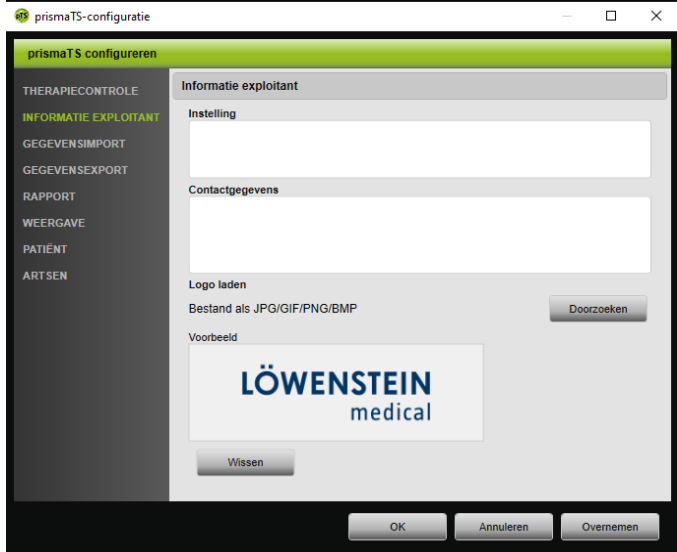 prismaTS-configuratie
prismaTS configureren
THERAPIECONTROLE
INFORMATIE EXPLOITANT
GEGEVENSIMPORT
GEGEVENSEXPORT
RAPPORT
WEERGAVE
PATIËNT
ARTSEN
Informatie exploitant
Instelling
Contactgegevens
Logo laden
Bestand als JPG/GIF/PNG/BMP
Doorzoeken
Voorbeeld
LÖWENSTEIN
medical
Wissen
OK
Annuleren
Overnemen